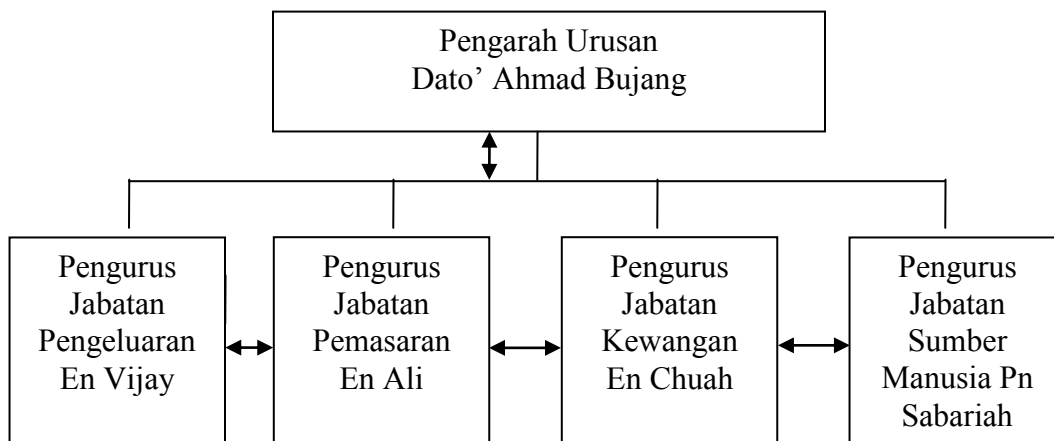 Pengarah Urusan
Dato’ Ahmad Bujang
Pengurus
Jabatan
Pengeluaran
En Vijay
Pengurus
Jabatan
Pemasaran
En Ali
Pengurus
Jabatan
Kewangan
En Chuah
Pengurus
Jabatan
Sumber
Manusia Pn
Sabariah